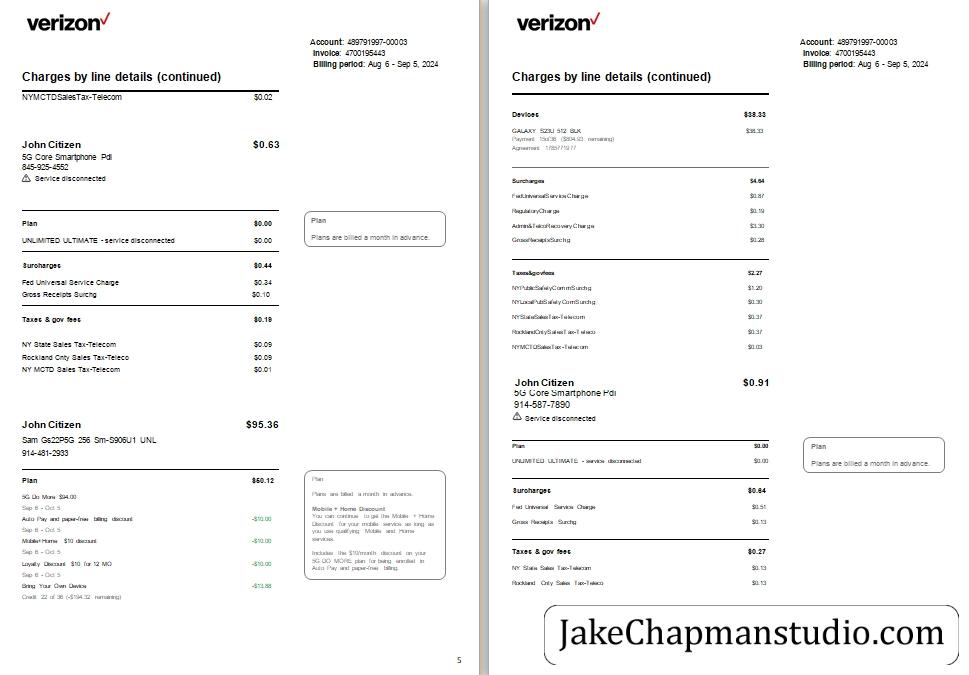 verizon
Account: 489791997-00003
Invoice: 4700195443
Billing period: Aug 6 - Sep 5, 2024
Charges by line details (continued)
NYMCTDSalesTax-Telecom $0.02
John Citizen $0.63
5G Core Smartphone Pdl
845-925-4552
Service disconnected
Plan $0.00
UNLIMITED ULTIMATE - service disconnected $0.00
Plan
Plans are billed a month in advance.
Suroharges $0.44
Fed Universal Service Charge $0.34
Gross Receipts Surchg $0.10
Taxes & gov fees $0.19
NY State Sales Tax-Telecom $0.09
Rockland Cnty Sales Tax-Teleco $0.09
NY MCTD Sales Tax-Telecom $0.01
John Citizen $95.36
Sam Gs22P5G 256 Sm-S906U1 UNL
914-481-2933
Plan $50.12
5G Do More $94.00
Sep 6 - Oct 5
Auto Pay and paper-free billing discount -$10.00
Sep 6 - Oct 5
Mobile+Home $10 discount -$10.00
Sep 6 - Oct 5
Loyalty Discount $10 for 12 MO -$10.00
Sep 6 - Oct 5
Bring Your Own Device -$13.88
Credit 22 of 36 (-$194.32 remaining)
Plan
Plans are billed a month in advance.
Mobile + Home Discount
You can continue to get the Mobile + Home
Discount for your mobile service as long as
you use qualifying Mobile and Home
services.
Includes the $10/month discount on your
5G DO MORE plan for being enrolled in
Auto Pay and paper-free billing.
5
verizon
Account: 489791997-00003
Invoice: 4700195443
Billing period: Aug 6 - Sep 5, 2024
Charges by line details (continued)
Devices $38.33
GALAXY S23U 512 BLK $38.33
Payment 15of36 ($804.93 remaining)
Agreement 1785771977
Surcharges $4.64
FedUniversalServiceCharge $0.87
RegulatoryCharge $0.19
Admin&TelcoRecoveryCharge $3.30
GrossReceiptsSurchg $0.28
Taxes&govfees $2.27
NYPublicSafetyCommSurchg $1.20
NYLocalPubSafetyCommSurchg $0.30
NYStateSalesTax-Telecom $0.37
RocklandCntySalesTax-Teleco $0.37
NYMCTDSalesTax-Telecom $0.03
John Citizen $0.91
5G Core Smartphone Pdl
914-587-7890
Service disconnected
Plan $0.00
UNLIMITED ULTIMATE - service disconnected $0.00
Plan
Plans are billed a month in advance.
Suroharges $0.64
Fed Universal Service Charge $0.51
Gross Receipts Surchg $0.13
Taxes & gov fees $0.27
NY State Sales Tax-Telecom $0.13
Rockland Cnty Sales Tax-Teleco $0.13
JakeChapmanstudio.com